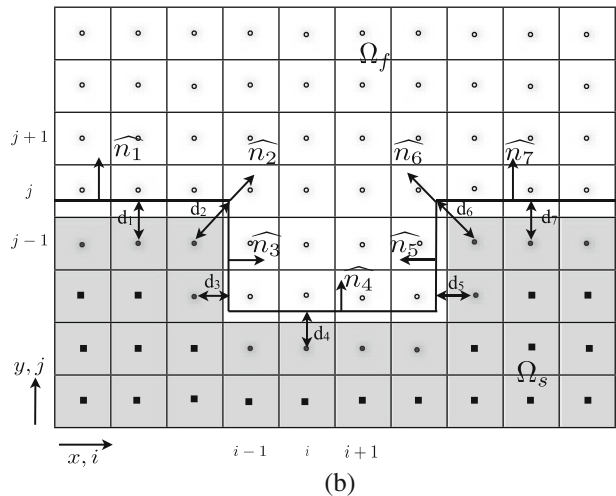 Ω_f
j + 1
n̂_1 n̂_2 n̂_6 n̂_7
j
d_1 d_2 d_6 d_7
j − 1
n̂_3 n̂_5
d_3 n̂_4 d_5
d_4
y, j Ω_s
x, i i − 1 i i + 1
(b)